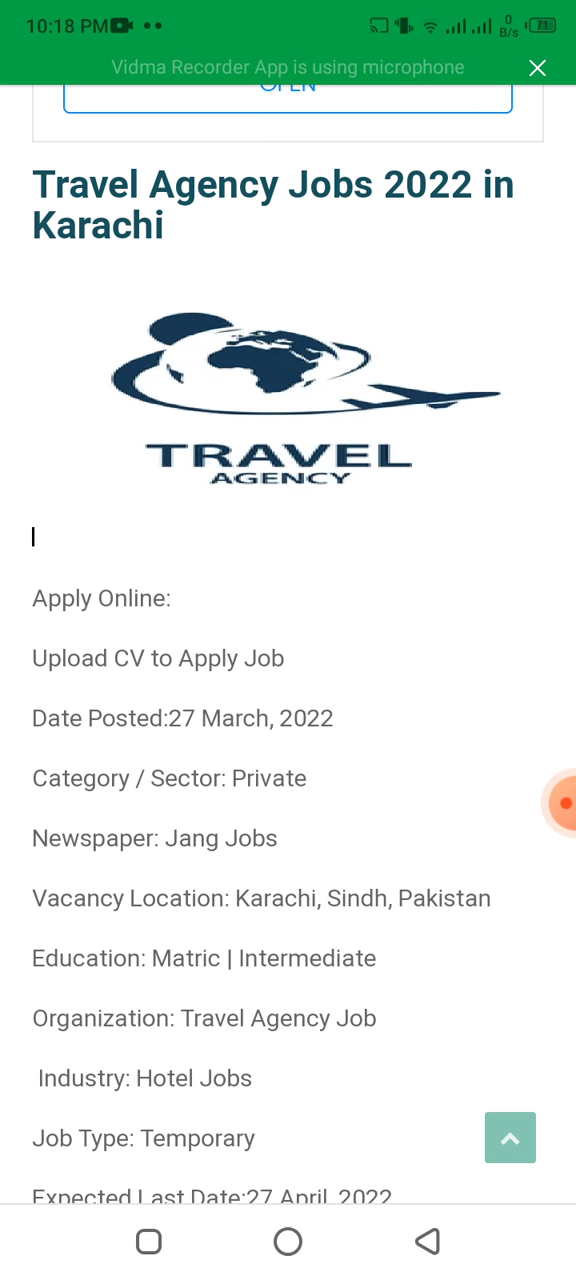 10:18 PM
0
B/s
71
Vidma Recorder App is using microphone
OPEN
Travel Agency Jobs 2022 in
Karachi
TRAVEL
AGENCY
Apply Online:
Upload CV to Apply Job
Date Posted:27 March, 2022
Category / Sector: Private
Newspaper: Jang Jobs
Vacancy Location: Karachi, Sindh, Pakistan
Education: Matric | Intermediate
Organization: Travel Agency Job
Industry: Hotel Jobs
Job Type: Temporary
Expected Last Date:27 April, 2022